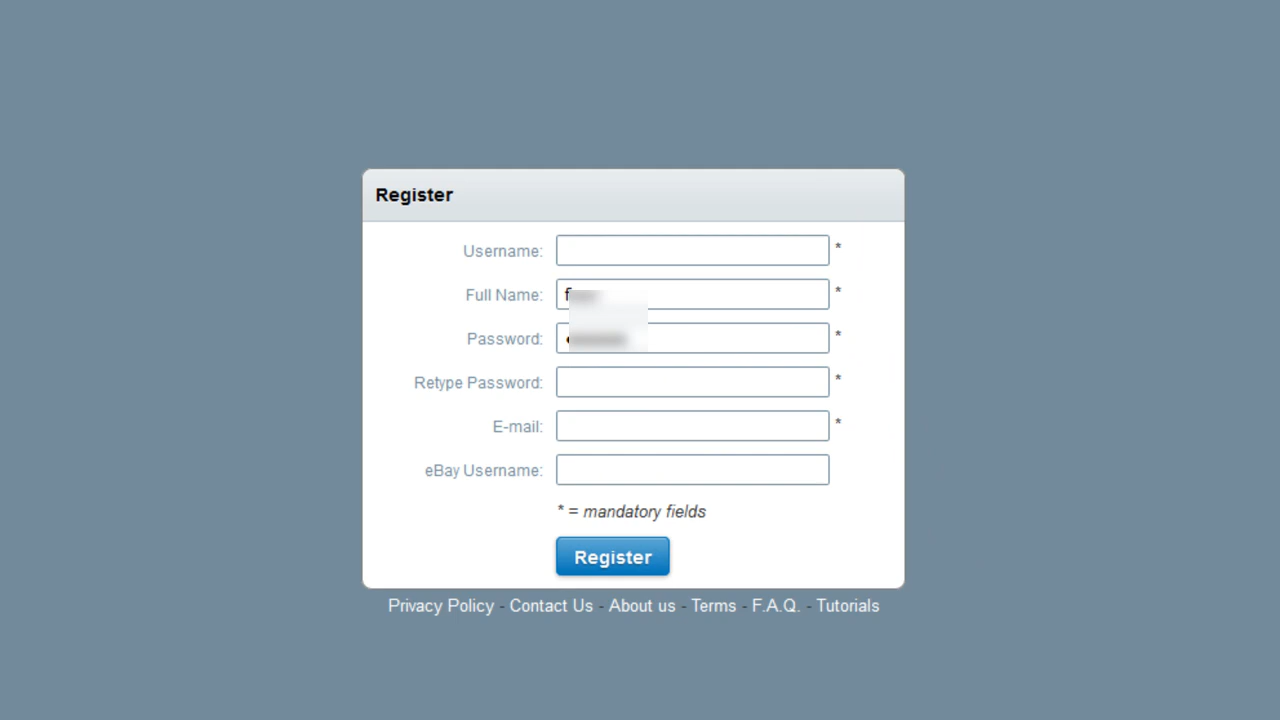 Register
Username: *
Full Name: *
Password: *
Retype Password: *
E-mail: *
eBay Username:
* = mandatory fields
Register
Privacy Policy - Contact Us - About us - Terms - F.A.Q. - Tutorials